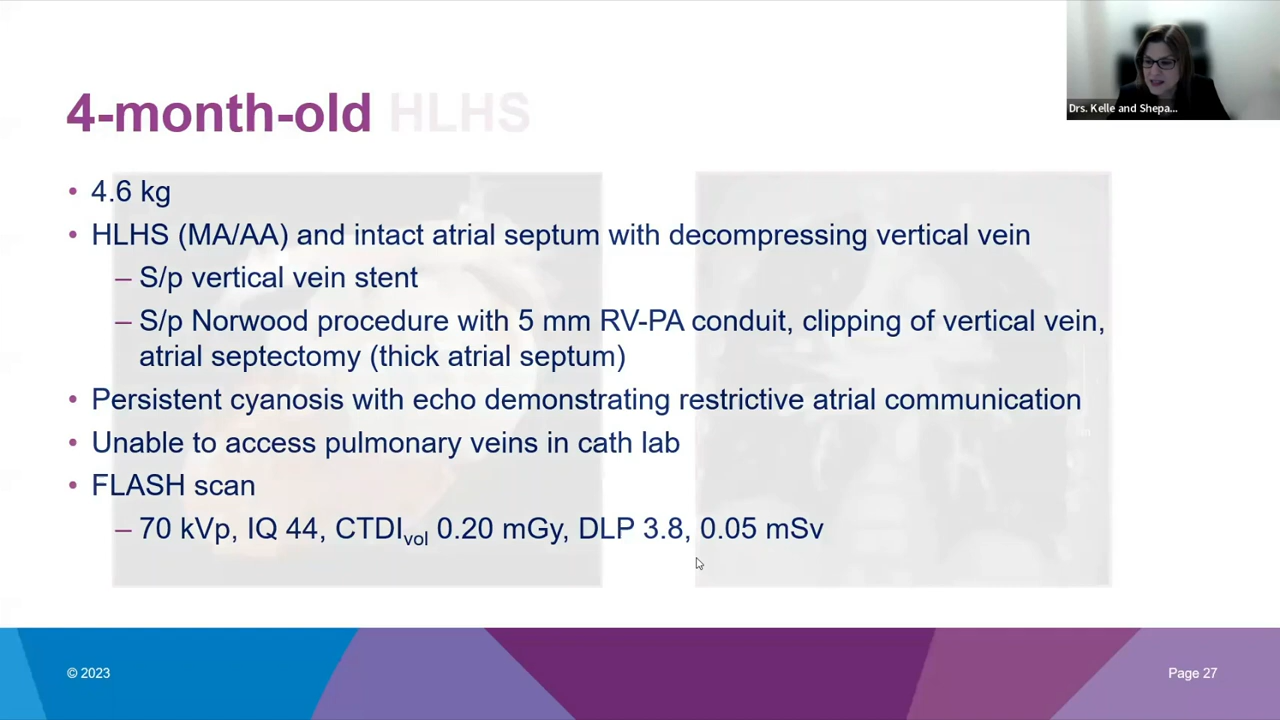 Drs. Kelle and Shepa...
4-month-old HLHS
• 4.6 kg
• HLHS (MA/AA) and intact atrial septum with decompressing vertical vein
– S/p vertical vein stent
– S/p Norwood procedure with 5 mm RV-PA conduit, clipping of vertical vein,
atrial septectomy (thick atrial septum)
• Persistent cyanosis with echo demonstrating restrictive atrial communication
• Unable to access pulmonary veins in cath lab
• FLASH scan
– 70 kVp, IQ 44, CTDIvol 0.20 mGy, DLP 3.8, 0.05 mSv
© 2023
Page 27